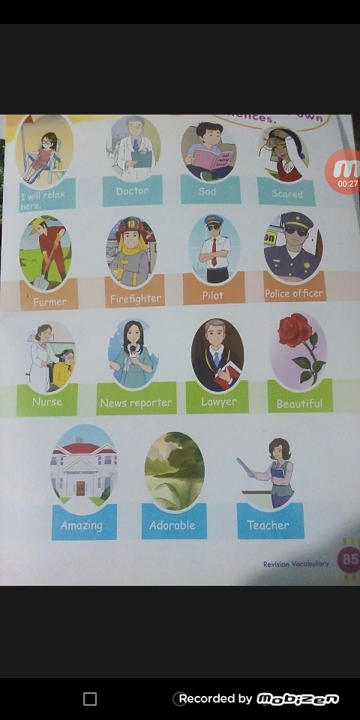 own
ences.
00:27
I will relax
here.
Doctor
Sad
Scared
Farmer
Firefighter
Pilot
Police officer
Nurse
News reporter
Lawyer
Beautiful
Amazing
Adorable
Teacher
Revision Vocabulary
85
Recorded by Mobizen